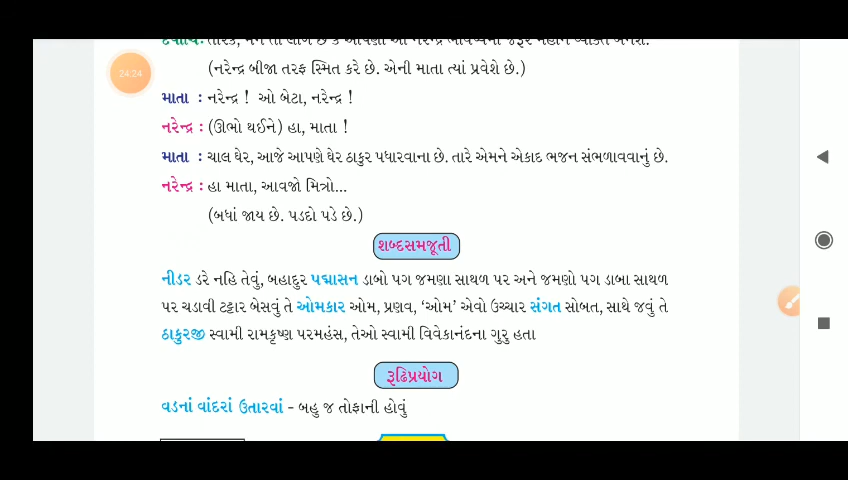 24:24
(નરેન્દ્ર બીજા તરફ સ્મિત કરે છે. એની માતા ત્યાં પ્રવેશે છે.)
માતા : નરેન્દ્ર ! ઓ બેટા, નરેન્દ્ર !
નરેન્દ્ર : (ઊભો થઈને) હા, માતા !
માતા : ચાલ ઘેર, આજે આપણે ઘેર ઠાકુર પધારવાના છે. તારે એમને એકાદ ભજન સંભળાવવાનું છે.
નરેન્દ્ર : હા માતા, આવજો મિત્રો...
(બધાં જાય છે. પડદો પડે છે.)
શબ્દસમજૂતી
નીડર ડરે નહિ તેવું, બહાદુર પદ્માસન ડાબો પગ જમણા સાથળ પર અને જમણો પગ ડાબા સાથળ
પર ચડાવી ટટ્ટાર બેસવું તે ઓમકાર ઓમ, પ્રણવ, ‘ઓમ’ એવો ઉચ્ચાર સંગત સોબત, સાથે જવું તે
ઠાકુરજી સ્વામી રામકૃષ્ણ પરમહંસ, તેઓ સ્વામી વિવેકાનંદના ગુરુ હતા
રૂઢિપ્રયોગ
વડનાં વાંદરાં ઉતારવાં - બહુ જ તોફાની હોવું